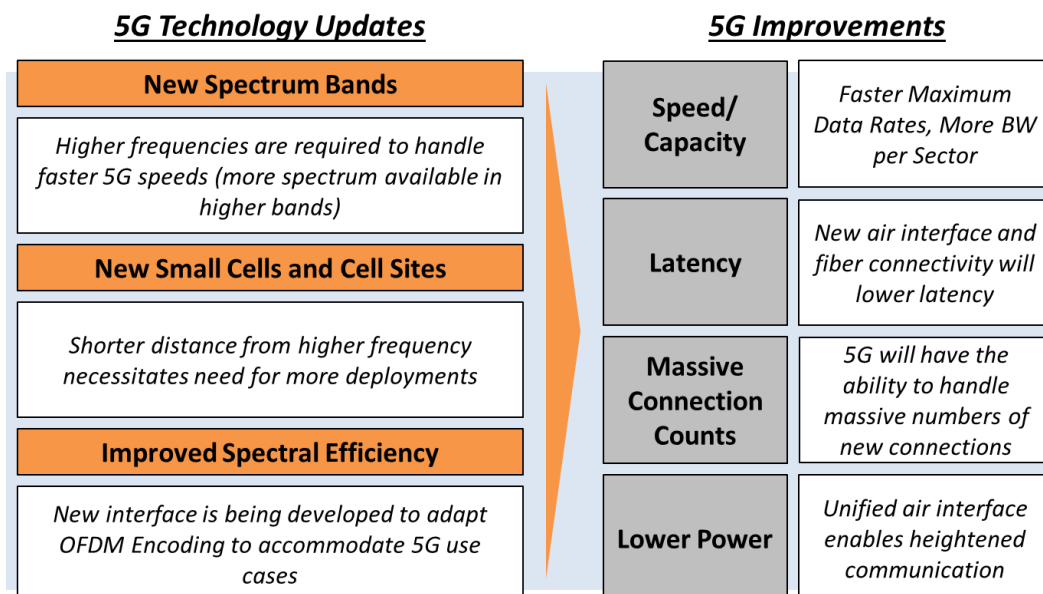 5G Technology Updates
New Spectrum Bands
Higher frequencies are required to handle
faster 5G speeds (more spectrum available in
higher bands)
New Small Cells and Cell Sites
Shorter distance from higher frequency
necessitates need for more deployments
Improved Spectral Efficiency
New interface is being developed to adapt
OFDM Encoding to accommodate 5G use
cases
5G Improvements
Speed/
Capacity
Faster Maximum
Data Rates, More BW
per Sector
Latency
New air interface and
fiber connectivity will
lower latency
Massive
Connection
Counts
5G will have the
ability to handle
massive numbers of
new connections
Lower Power
Unified air interface
enables heightened
communication